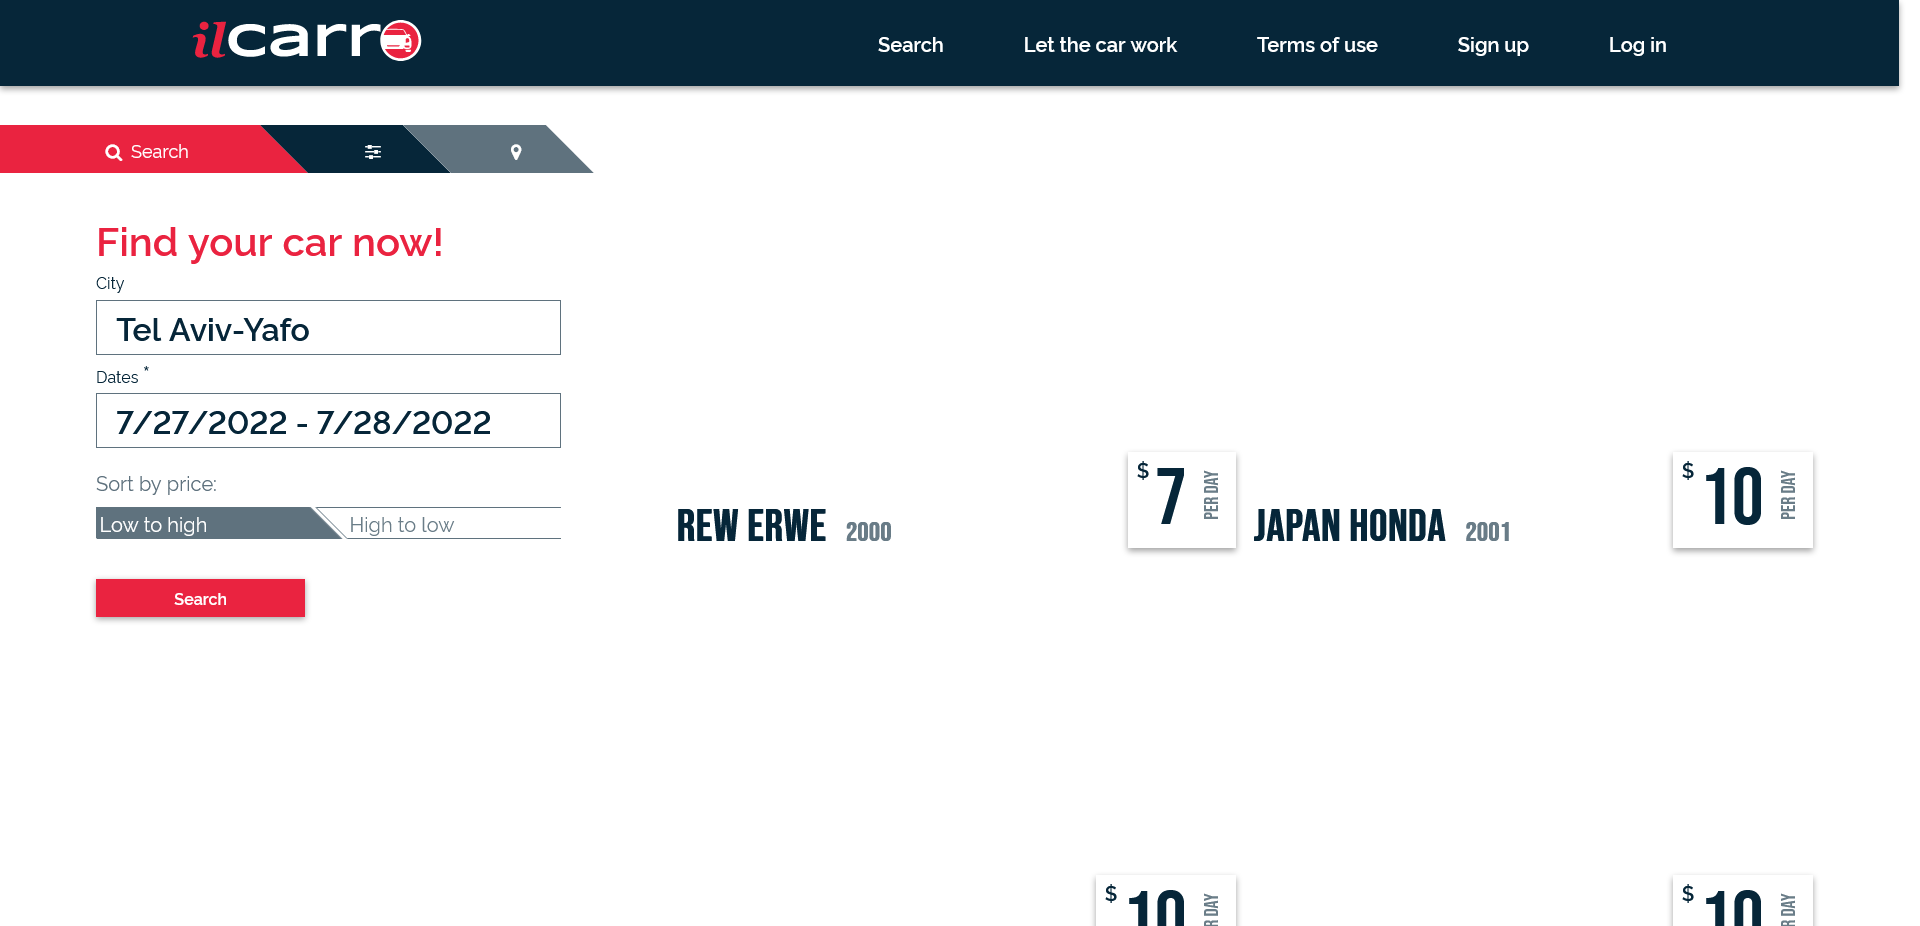 ilcarro
Search
Let the car work
Terms of use
Sign up
Log in
Search
Find your car now!
City
Tel Aviv-Yafo
Dates *
7/27/2022 - 7/28/2022
Sort by price:
Low to high
High to low
Search
REW ERWE 2000
$ 7 PER DAY
JAPAN HONDA 2001
$ 10 PER DAY
$ 10 R DAY
$ 10 R DAY